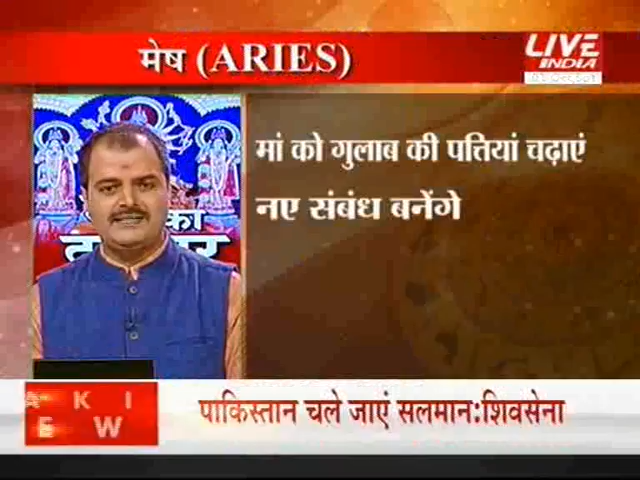 मेष (ARIES)
LIVE
INDIA
मां को गुलाब की पत्तियां चढ़ाएं
नए संबंध बनेंगे
का
A K I
E W
पाकिस्तान चले जाएं सलमान:शिवसेना